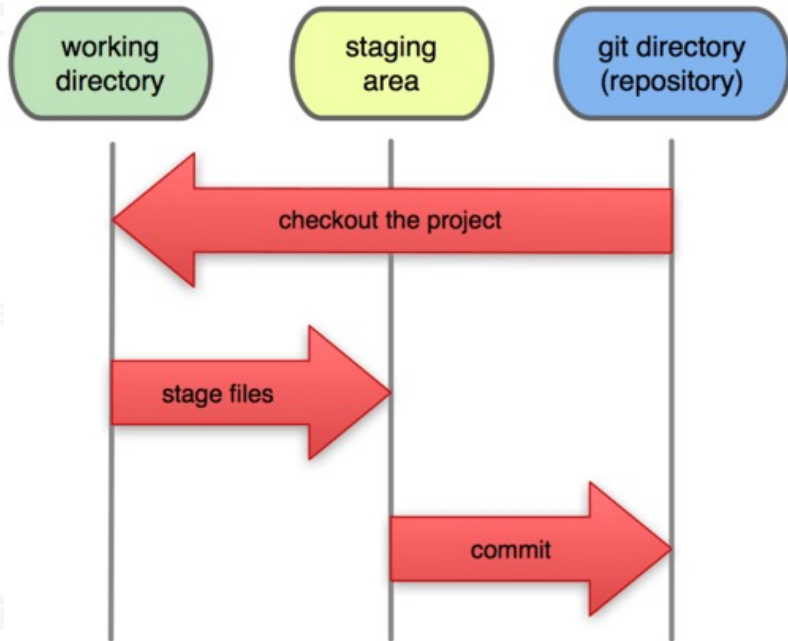 working
directory
staging
area
git directory
(repository)
checkout the project
stage files
commit